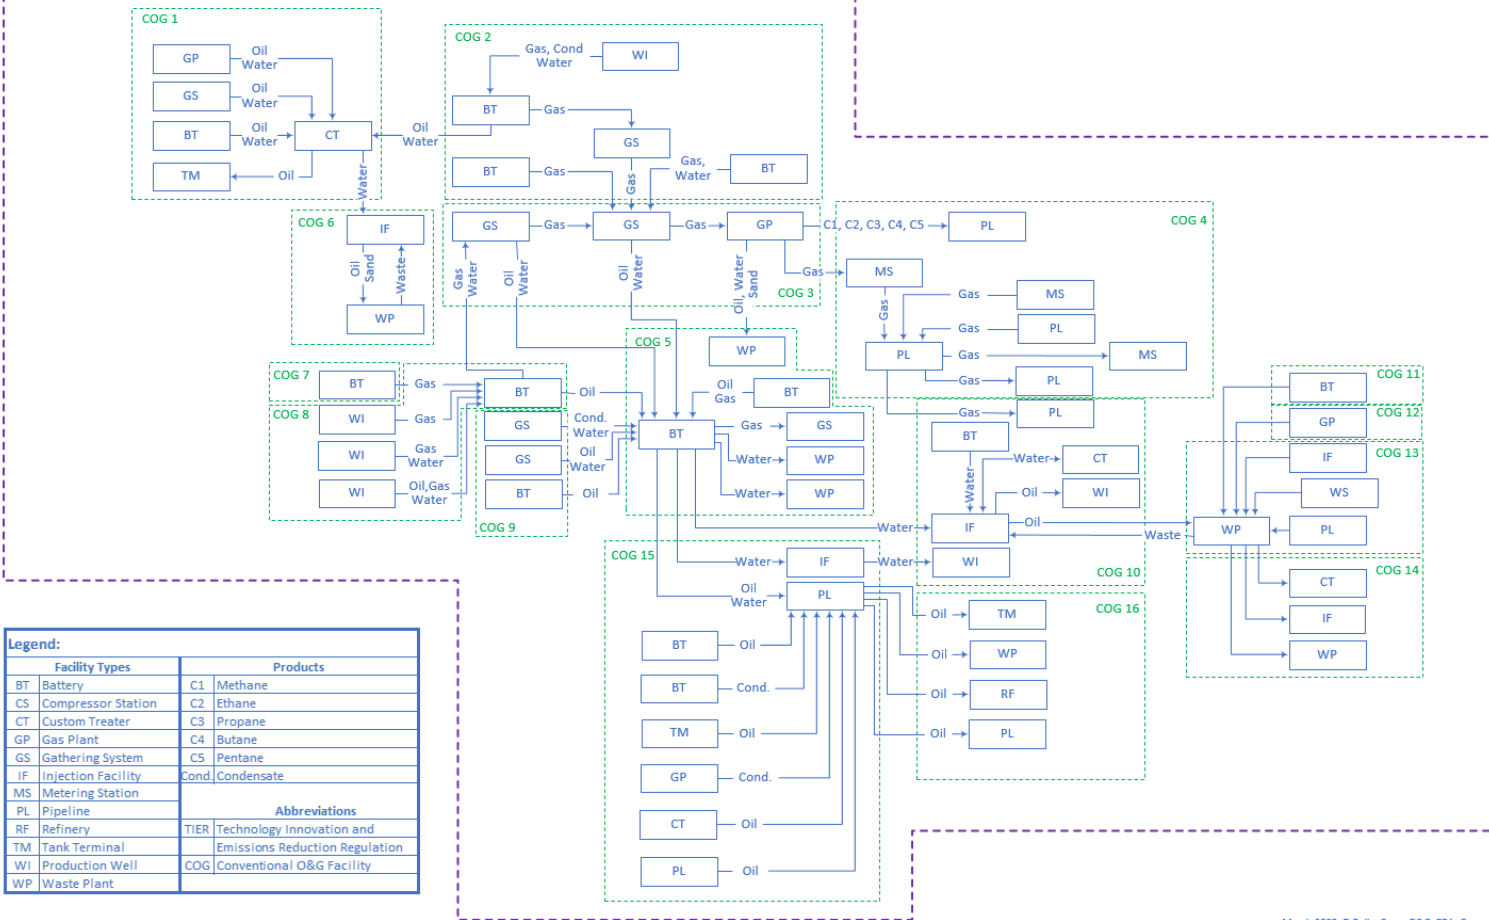 COG 1
GP
Oil
Water
GS
Oil
Water
BT
Oil
Water
CT
TM
Oil
Water
Oil
Water
COG 2
Gas, Cond
Water
WI
BT
Gas
GS
BT
Gas
Gas
Gas,
Water
BT
COG 6
IF
Oil
Sand
Waste
WP
GS
Gas
GS
Gas
GP
C1, C2, C3, C4, C5
PL
COG 4
Gas
Water
Oil
Water
Oil
Water
Oil, Water
Sand
COG 3
Gas
MS
Gas
Gas
MS
Gas
PL
PL
Gas
MS
Gas
PL
Gas
PL
COG 5
WP
COG 7
BT
Gas
BT
Oil
Oil
Gas
BT
COG 8
WI
Gas
WI
Gas
Water
WI
Oil,Gas
Water
GS
Cond.
Water
GS
Oil
Water
BT
Oil
COG 9
BT
Gas
GS
Water
WP
Water
WP
BT
Water
Water
CT
Oil
WI
Water
IF
Oil
Waste
COG 10
COG 11
BT
COG 12
GP
COG 13
IF
WS
WP
PL
COG 14
CT
IF
WP
COG 15
Water
IF
Water
WI
Oil
Water
PL
BT
Oil
BT
Cond.
TM
Oil
GP
Cond.
CT
Oil
PL
Oil
COG 16
Oil
TM
Oil
WP
Oil
RF
Oil
PL
Legend:
Facility Types Products
BT Battery C1 Methane
CS Compressor Station C2 Ethane
CT Custom Treater C3 Propane
GP Gas Plant C4 Butane
GS Gathering System C5 Pentane
IF Injection Facility Cond. Condensate
MS Metering Station
PL Pipeline Abbreviations
RF Refinery TIER Technology Innovation and
TM Tank Terminal Emissions Reduction Regulation
WI Production Well COG Conventional O&G Facility
WP Waste Plant